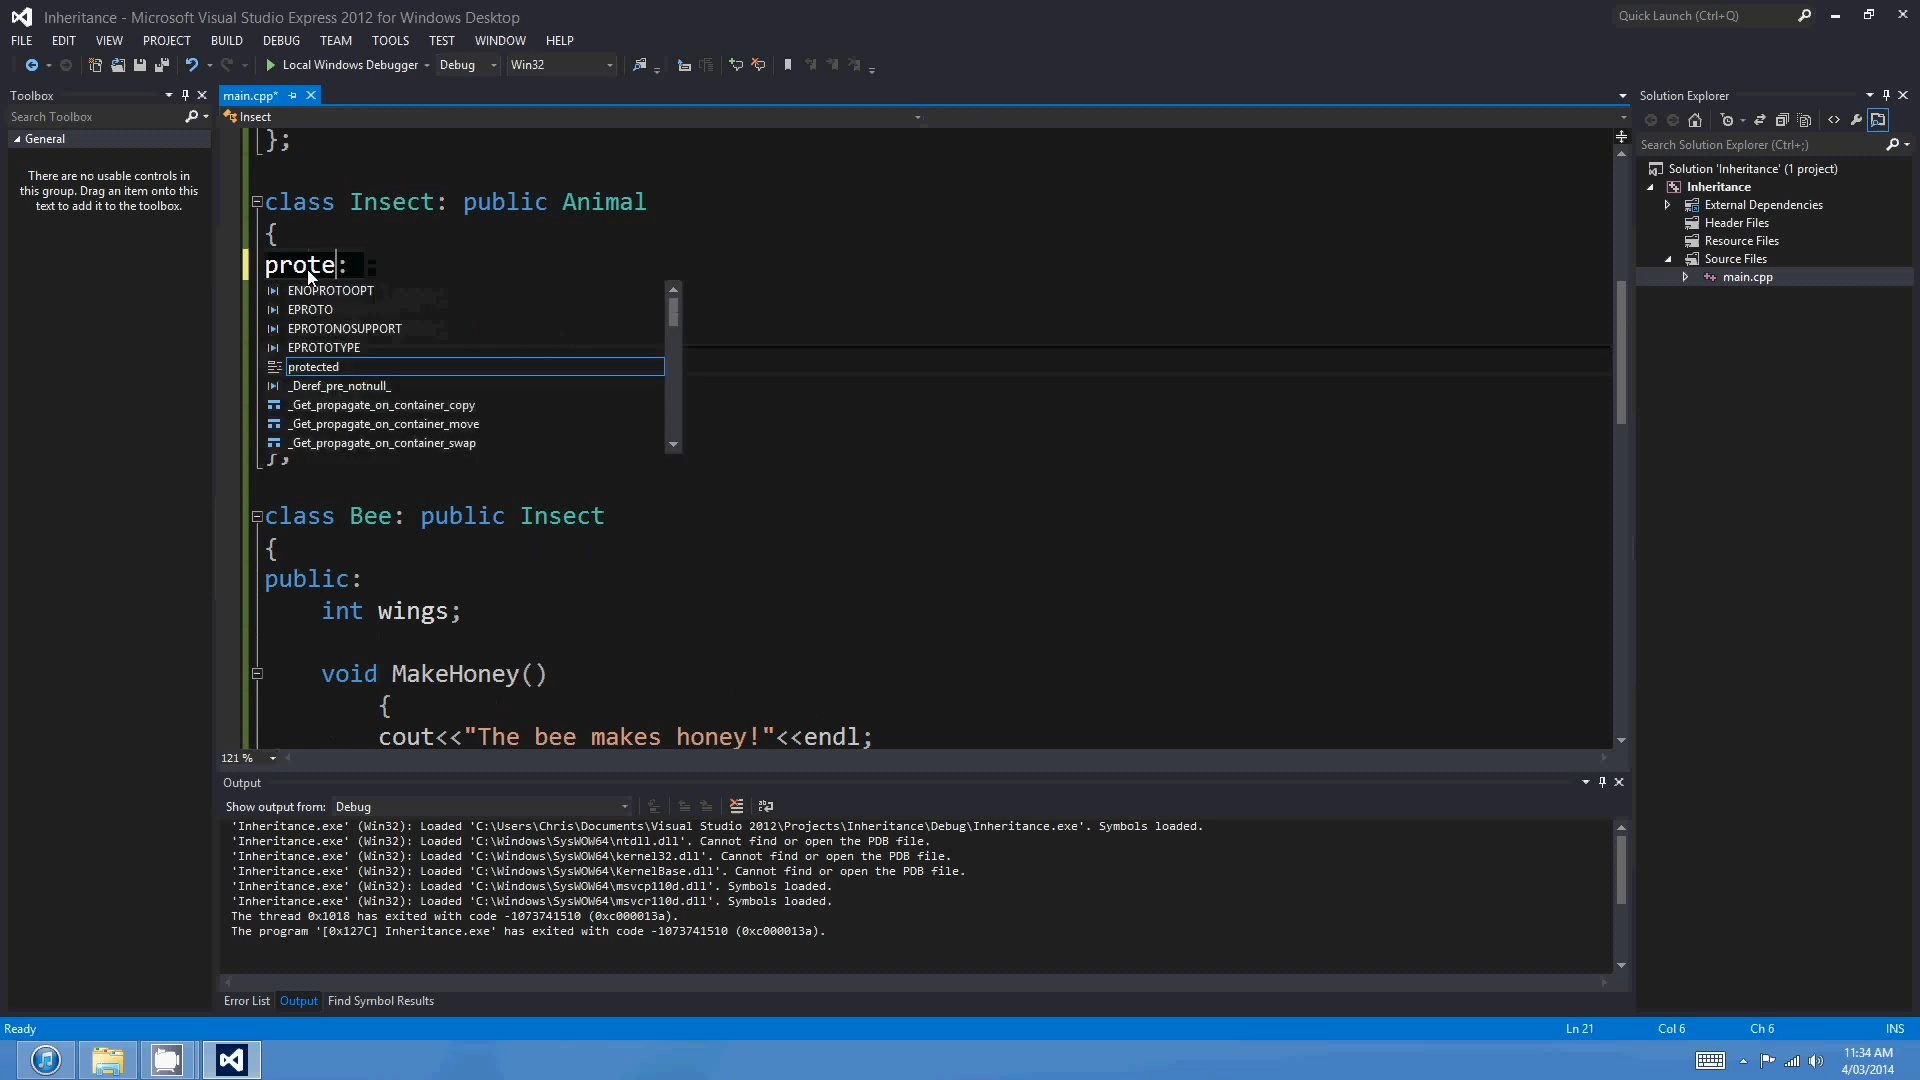 Inheritance - Microsoft Visual Studio Express 2012 for Windows Desktop
Quick Launch (Ctrl+Q)
FILE EDIT VIEW PROJECT BUILD DEBUG TEAM TOOLS TEST WINDOW HELP
Local Windows Debugger Debug Win32
Toolbox
Search Toolbox
General
There are no usable controls in
this group. Drag an item onto this
text to add it to the toolbox.
main.cpp*
Insect
};
class Insect: public Animal
{
prote:
ENOPROTOOPT
EPROTO
EPROTONOSUPPORT
EPROTOTYPE
protected
_Deref_pre_notnull_
_Get_propagate_on_container_copy
_Get_propagate_on_container_move
_Get_propagate_on_container_swap
};
class Bee: public Insect
{
public:
int wings;
void MakeHoney()
{
cout<<"The bee makes honey!"<<endl;
121 %
Solution Explorer
Search Solution Explorer (Ctrl+;)
Solution 'Inheritance' (1 project)
Inheritance
External Dependencies
Header Files
Resource Files
Source Files
main.cpp
Output
Show output from: Debug
'Inheritance.exe' (Win32): Loaded 'C:\Users\Chris\Documents\Visual Studio 2012\Projects\Inheritance\Debug\Inheritance.exe'. Symbols loaded.
'Inheritance.exe' (Win32): Loaded 'C:\Windows\SysWOW64\ntdll.dll'. Cannot find or open the PDB file.
'Inheritance.exe' (Win32): Loaded 'C:\Windows\SysWOW64\kernel32.dll'. Cannot find or open the PDB file.
'Inheritance.exe' (Win32): Loaded 'C:\Windows\SysWOW64\KernelBase.dll'. Cannot find or open the PDB file.
'Inheritance.exe' (Win32): Loaded 'C:\Windows\SysWOW64\msvcp110d.dll'. Symbols loaded.
'Inheritance.exe' (Win32): Loaded 'C:\Windows\SysWOW64\msvcr110d.dll'. Symbols loaded.
The thread 0x1018 has exited with code -1073741510 (0xc000013a).
The program '[0x127C] Inheritance.exe' has exited with code -1073741510 (0xc000013a).
Error List Output Find Symbol Results
Ready
Ln 21 Col 6 Ch 6 INS
11:34 AM
4/03/2014